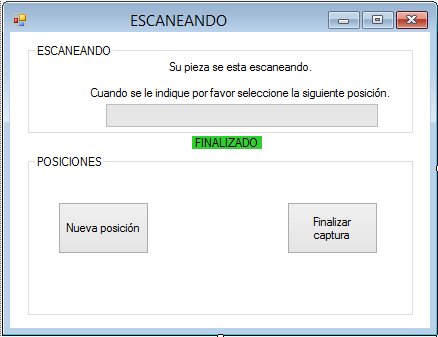 ESCANEANDO
ESCANEANDO
Su pieza se esta escaneando.
Cuando se le indique por favor seleccione la siguiente posición.
FINALIZADO
POSICIONES
Nueva posición
Finalizar
captura